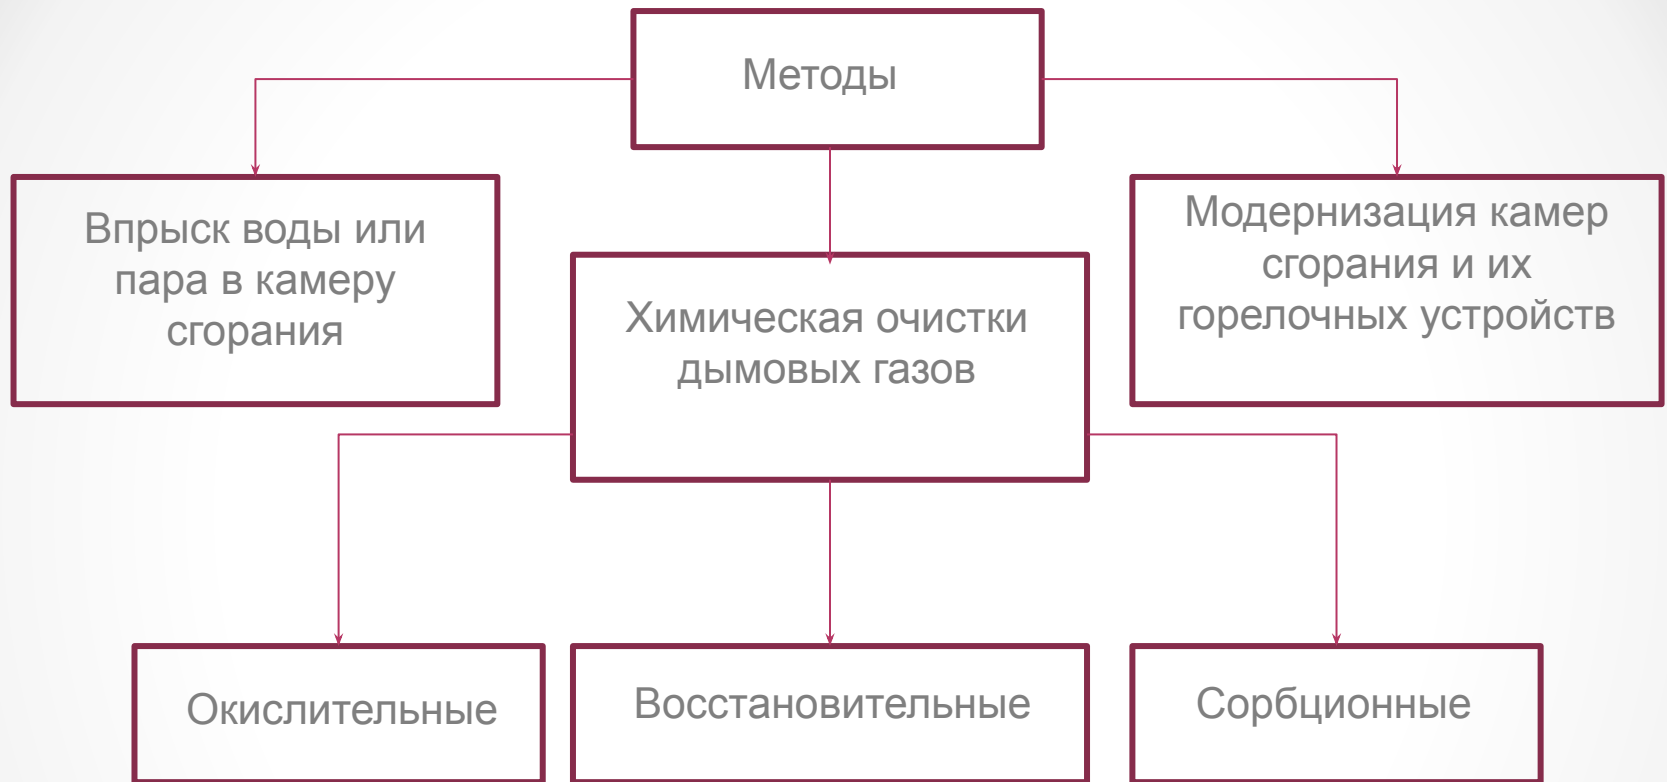 Методы
Впрыск воды или
пара в камеру
сгорания
Химическая очистки
дымовых газов
Модернизация камер
сгорания и их
горелочных устройств
Окислительные
Восстановительные
Сорбционные